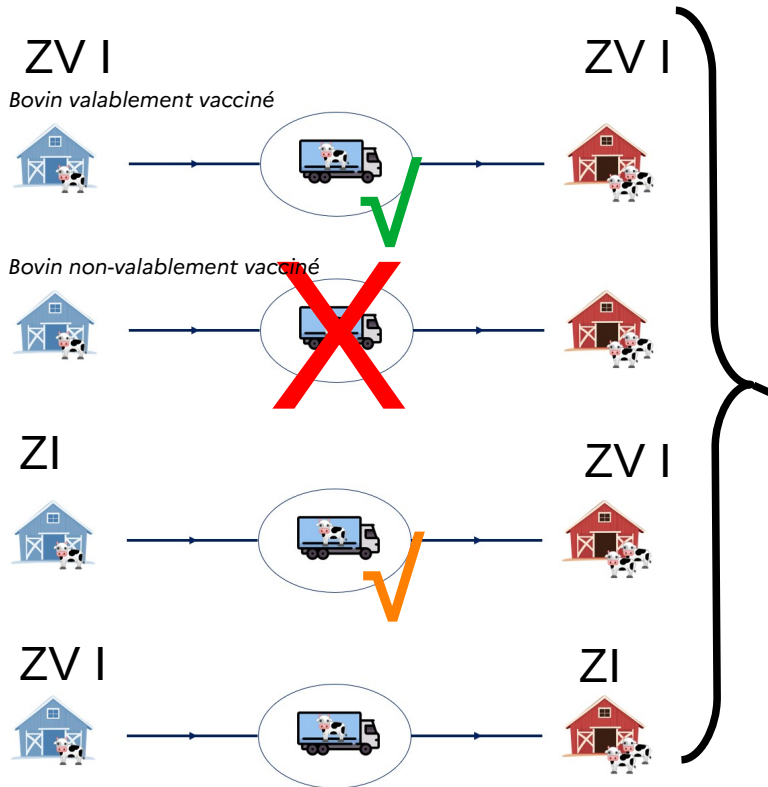 ZV I
ZV I
Bovin valablement vacciné
Bovin non-valablement vacciné
ZI
ZV I
ZV I
ZI